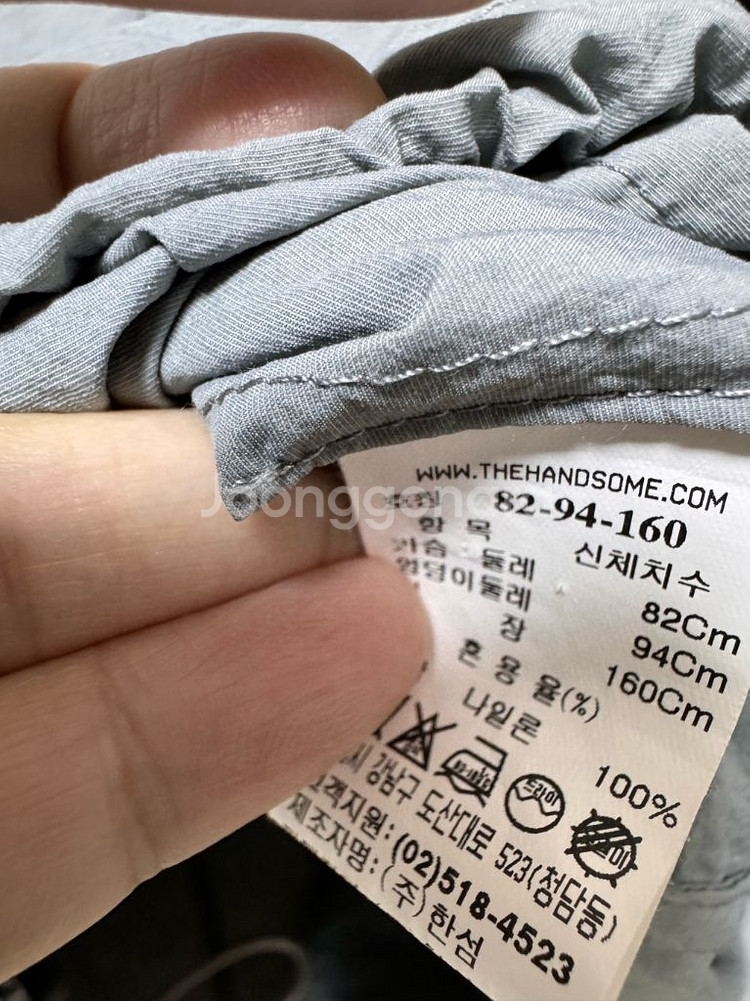 WWW.THEHANDSOME.COM
호칭 82-94-160
항 목 신체치수
가슴 둘레 82Cm
엉덩이둘레 94Cm
장 160Cm
혼 용 율(%)
나일론 100%
드라이
강남구 도산대로 523(청담동)
고객지원: (02)518-4523
제조자명: (주)한섬